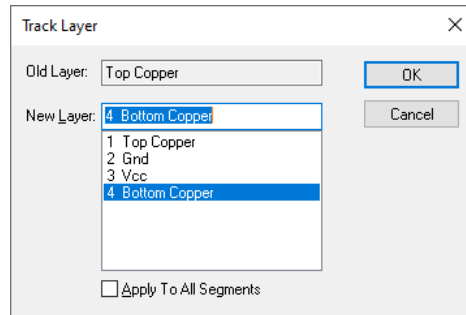 Track Layer
Old Layer: Top Copper
OK
New Layer: 4 Bottom Copper
Cancel
1 Top Copper
2 Gnd
3 Vcc
4 Bottom Copper
Apply To All Segments